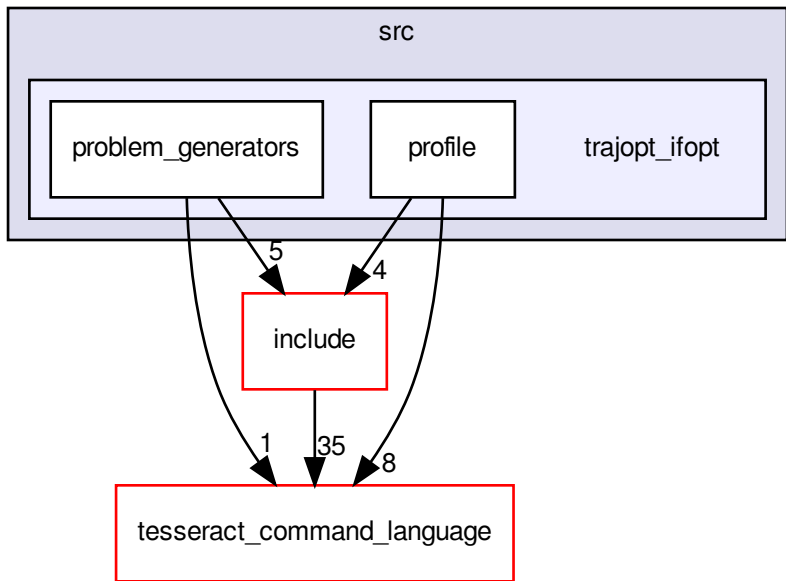 src
problem_generators
profile
trajopt_ifopt
5
4
include
1
35
8
tesseract_command_language